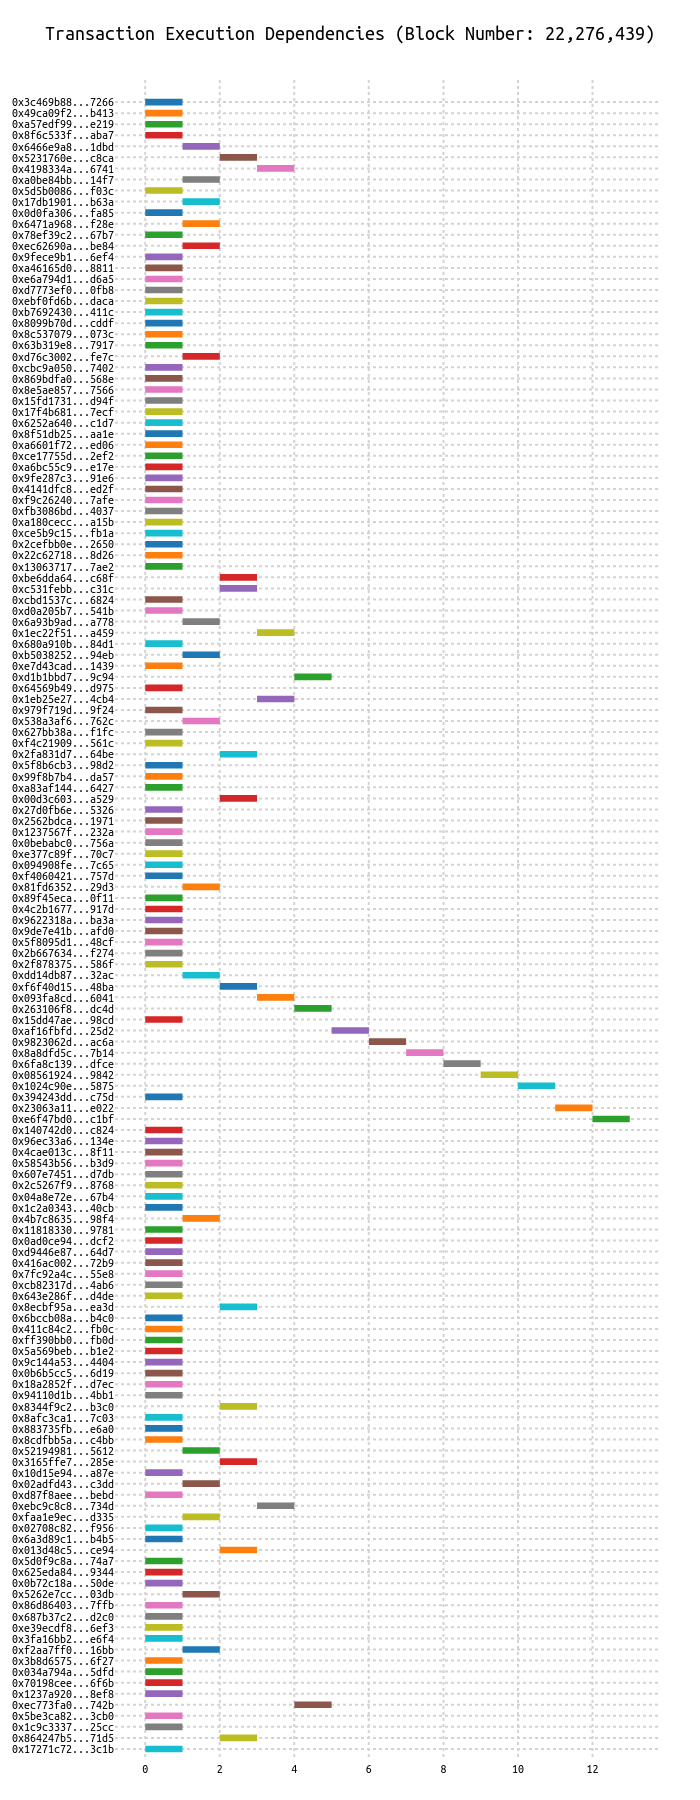 Transaction Execution Dependencies (Block Number: 22,276,439)
0x3c469b88...7266
0x49ca09f2...b413
0xa57edf99...e219
0x8f6c533f...aba7
0x6466e9a8...1dbd
0x5231760e...c8ca
0x4198334a...6741
0xa0be84bb...14f7
0x5d5b0086...f03c
0x17db1901...b63a
0x0d0fa306...fa85
0x6471a968...f28e
0x78ef39c2...67b7
0xec62690a...be84
0x9fece9b1...6ef4
0xa46165d0...8811
0xe6a794d1...d6a5
0xd7773ef0...0fb8
0xebf0fd6b...daca
0xb7692430...411c
0x8099b70d...cddf
0x8c537079...073c
0x63b319e8...7917
0xd76c3002...fe7c
0xcbc9a050...7402
0x869bdfa0...568e
0x8e5ae857...7566
0x15fd1731...d94f
0x17f4b681...7ecf
0x6252a640...c1d7
0x8f51db25...aa1e
0xa6601f72...ed06
0xce17755d...2ef2
0xa6bc55c9...e17e
0x9fe287c3...91e6
0x4141dfc8...ed2f
0xf9c26240...7afe
0xfb3086bd...4037
0xa180cecc...a15b
0xce5b9c15...fb1a
0x2cefbb0e...2650
0x22c62718...8d26
0x13063717...7ae2
0xbe6dda64...c68f
0xc531febb...c31c
0xcbd1537c...6824
0xd0a205b7...541b
0x6a93b9ad...a778
0x1ec22f51...a459
0x680a910b...84d1
0xb5038252...94eb
0xe7d43cad...1439
0xd1b1bbd7...9c94
0x64569b49...d975
0x1eb25e27...4cb4
0x979f719d...9f24
0x538a3af6...762c
0x627bb38a...f1fc
0xf4c21909...561c
0x2fa831d7...64be
0x5f8b6cb3...98d2
0x99f8b7b4...da57
0xa83af144...6427
0x00d3c603...a529
0x27d0fb6e...5326
0x2562bdca...1971
0x1237567f...232a
0x0bebabc0...756a
0xe377c89f...70c7
0x094908fe...7c65
0xf4060421...757d
0x81fd6352...29d3
0x89f45eca...0f11
0x4c2b1677...917d
0x9622318a...ba3a
0x9de7e41b...afd0
0x5f8095d1...48cf
0x2b667634...f274
0x2f878375...586f
0xdd14db87...32ac
0xf6f40d15...48ba
0x093fa8cd...6041
0x263106f8...dc4d
0x15dd47ae...98cd
0xaf16fbfd...25d2
0x9823062d...ac6a
0x8a8dfd5c...7b14
0x6fa8c139...dfce
0x08561924...9842
0x1024c90e...5875
0x394243dd...c75d
0x23063a11...e022
0xe6f47bd0...c1bf
0x140742d0...c824
0x96ec33a6...134e
0x4cae013c...8f11
0x58543b56...b3d9
0x607e7451...d7db
0x2c5267f9...8768
0x04a8e72e...67b4
0x1c2a0343...40cb
0x4b7c8635...98f4
0x11818330...9781
0x0ad0ce94...dcf2
0xd9446e87...64d7
0x416ac002...72b9
0x7fc92a4c...55e8
0xcb82317d...4ab6
0x643e286f...d4de
0x8ecbf95a...ea3d
0x6bccb08a...b4c0
0x411c84c2...fb0c
0xff390bb0...fb0d
0x5a569beb...b1e2
0x9c144a53...4404
0x0b6b5cc5...6d19
0x18a2852f...d7ec
0x94110d1b...4bb1
0x8344f9c2...b3c0
0x8afc3ca1...7c03
0x883735fb...e6a0
0x8cdfbb5a...c4bb
0x52194981...5612
0x3165ffe7...285e
0x10d15e94...a87e
0x02adfd43...c3dd
0xd87f8aee...bebd
0xebc9c8c8...734d
0xfaa1e9ec...d335
0x02708c82...f956
0x6a3d89c1...b4b5
0x013d48c5...ce94
0x5d0f9c8a...74a7
0x625eda84...9344
0x0b72c18a...50de
0x5262e7cc...03db
0x86d86403...7ffb
0x687b37c2...d2c0
0xe39ecdf8...6ef3
0x3fa16bb2...e6f4
0xf2aa7ff0...16bb
0x3b8d6575...6f27
0x034a794a...5dfd
0x70198cee...6f6b
0x1237a920...8ef8
0xec773fa0...742b
0x5be3ca82...3cb0
0x1c9c3337...25cc
0x864247b5...71d5
0x17271c72...3c1b
0 2 4 6 8 10 12